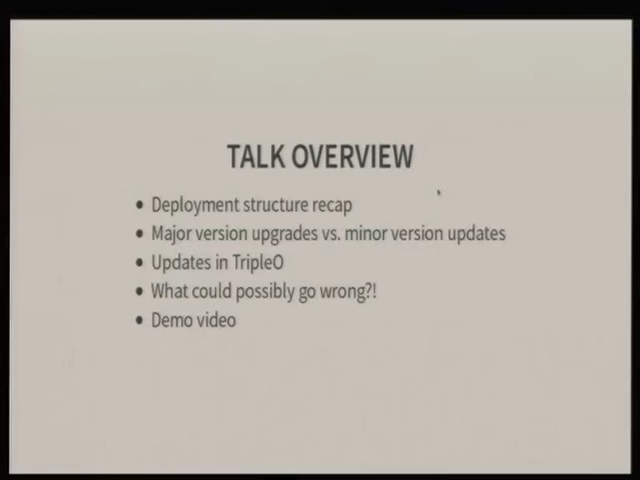 TALK OVERVIEW
• Deployment structure recap
• Major version upgrades vs. minor version updates
• Updates in TripleO
• What could possibly go wrong?!
• Demo video